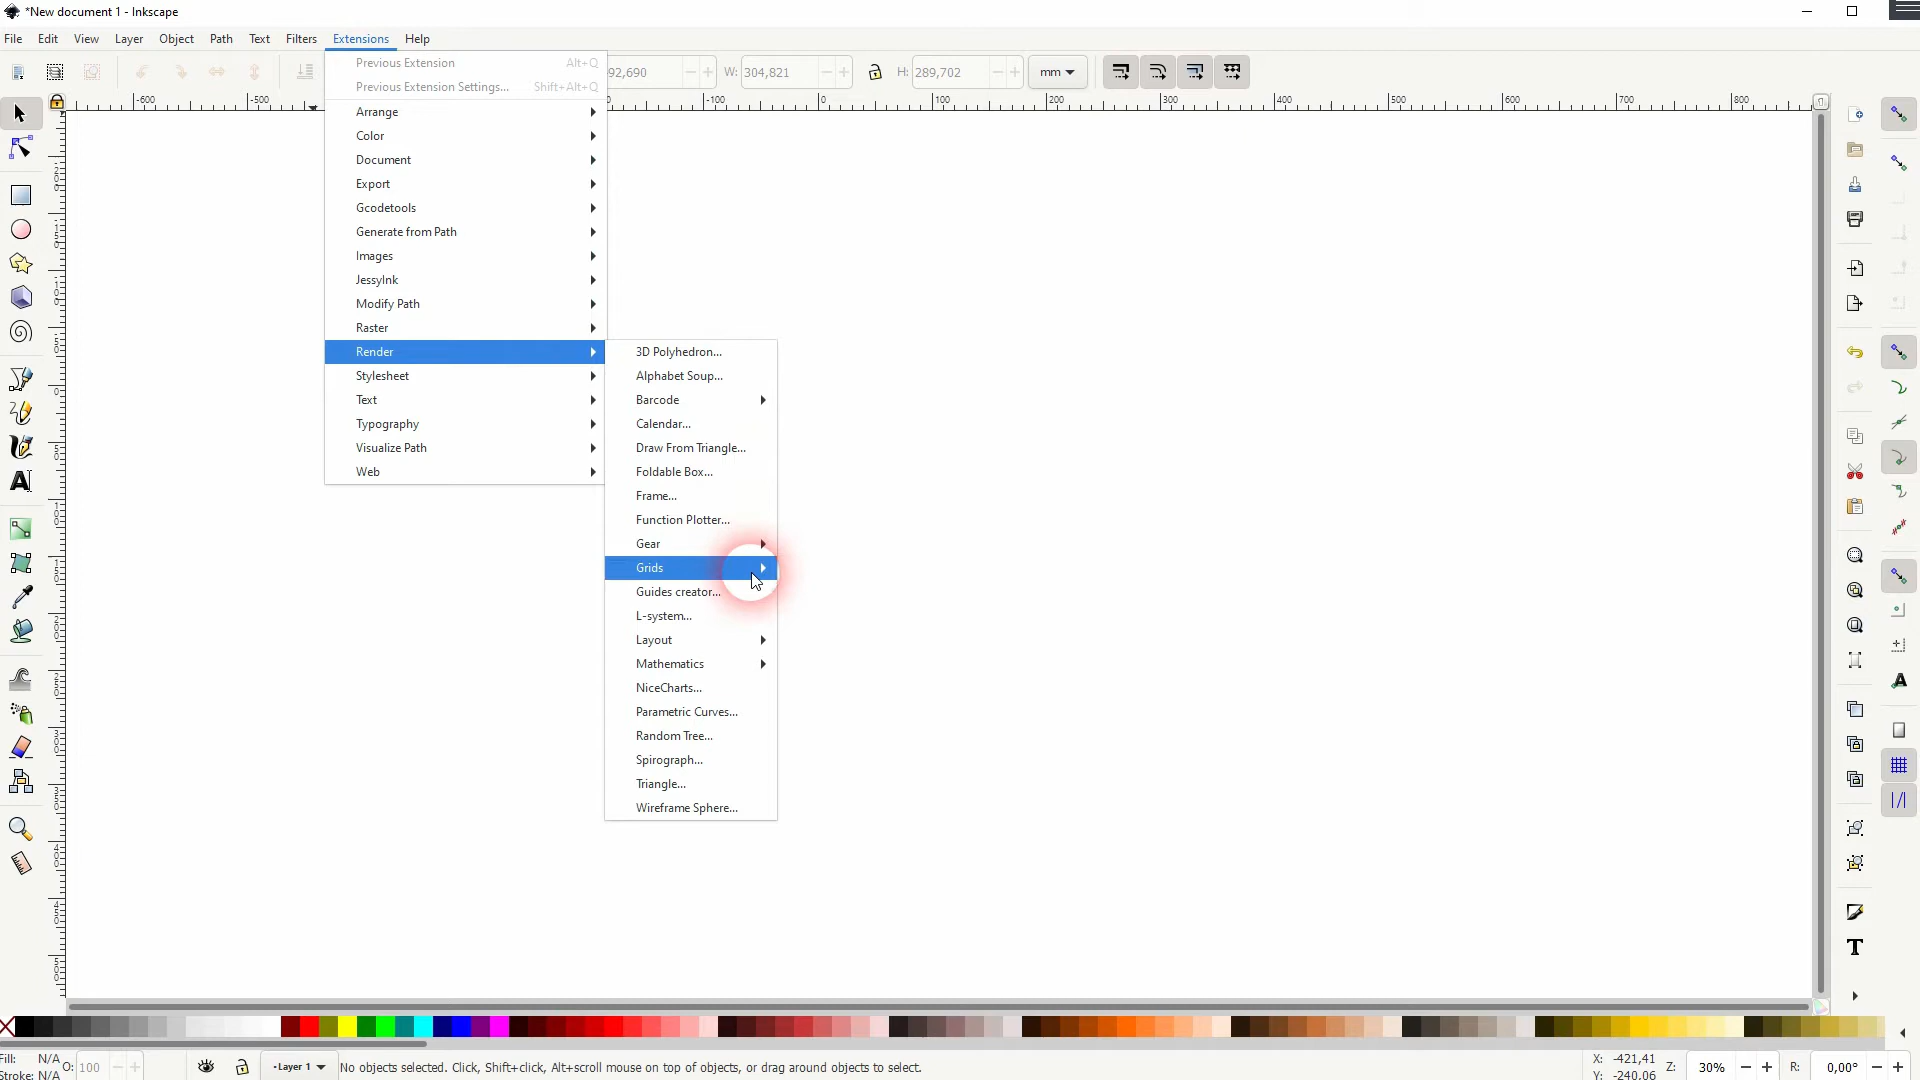 *New document 1 - Inkscape
File Edit View Layer Object Path Text Filters Extensions Help
Previous Extension Alt+Q
Previous Extension Settings... Shift+Alt+Q
92,690 W: 304,821 H: 289,702 mm
-600 -500 -100 0 100 200 300 400 500 600 700 800
Arrange
Color
Document
Export
Gcodetools
Generate from Path
Images
JessyInk
Modify Path
Raster
Render
Stylesheet
Text
Typography
Visualize Path
Web
3D Polyhedron...
Alphabet Soup...
Barcode
Calendar...
Draw From Triangle...
Foldable Box...
Frame...
Function Plotter...
Gear
Grids
Guides creator...
L-system...
Layout
Mathematics
NiceCharts...
Parametric Curves...
Random Tree...
Spirograph...
Triangle...
Wireframe Sphere...
Fill: N/A O: 100 Layer 1 No objects selected. Click, Shift+click, Alt+scroll mouse on top of objects, or drag around objects to select. X: -421,41 Z: 30% R: 0,00°
Stroke: N/A Y: -240,06